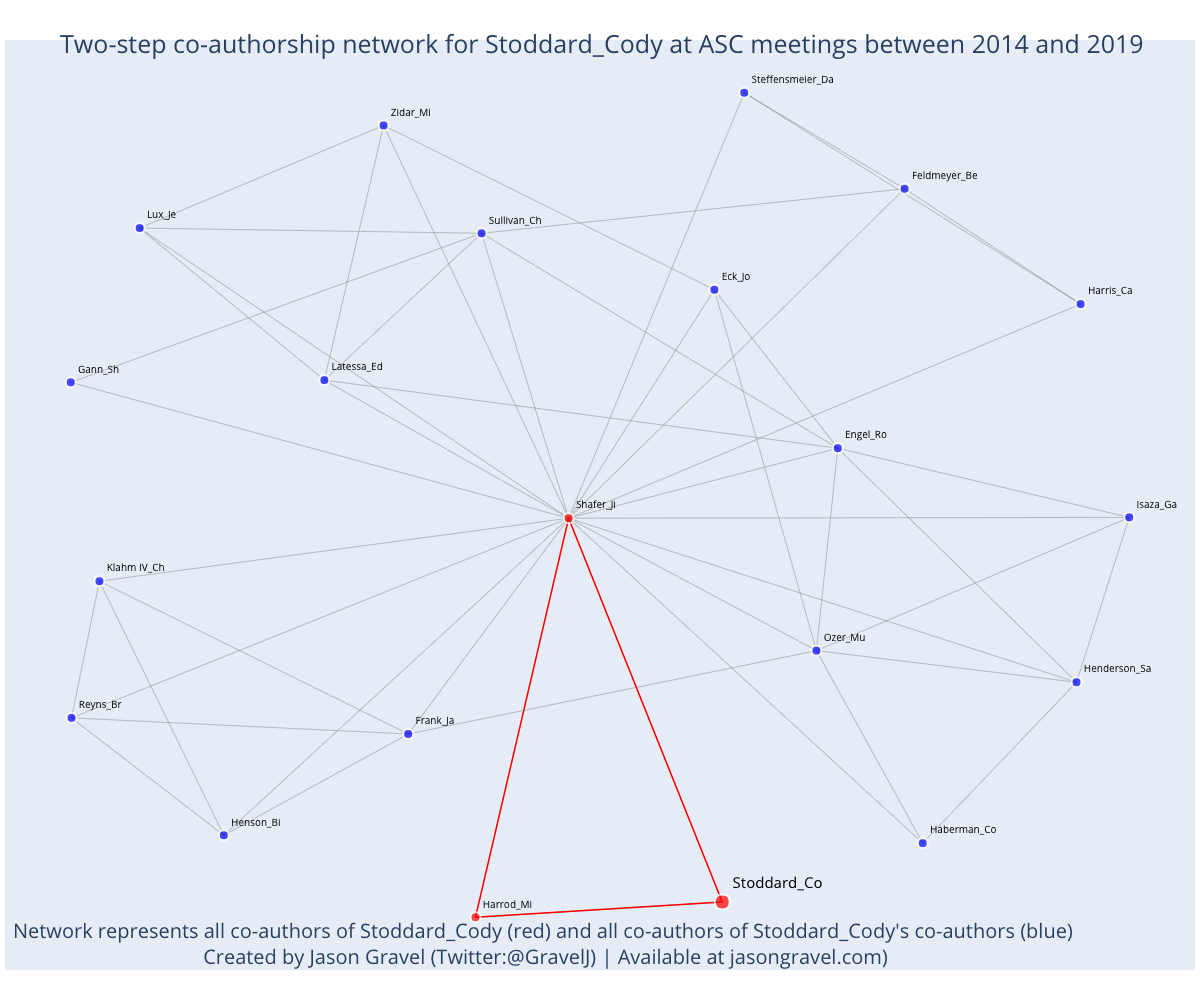 Two-step co-authorship network for Stoddard_Cody at ASC meetings between 2014 and 2019
Steffensmeier_Da
Zidar_Mi
Feldmeyer_Be
Lux_Je
Sullivan_Ch
Eck_Jo
Harris_Ca
Gann_Sh
Latessa_Ed
Engel_Ro
Shafer_Ji
Isaza_Ga
Klahm IV_Ch
Ozer_Mu
Henderson_Sa
Reyns_Br
Frank_Ja
Henson_Bi
Haberman_Co
Stoddard_Co
Harrod_Mi
Network represents all co-authors of Stoddard_Cody (red) and all co-authors of Stoddard_Cody's co-authors (blue)
Created by Jason Gravel (Twitter:@GravelJ) | Available at jasongravel.com)